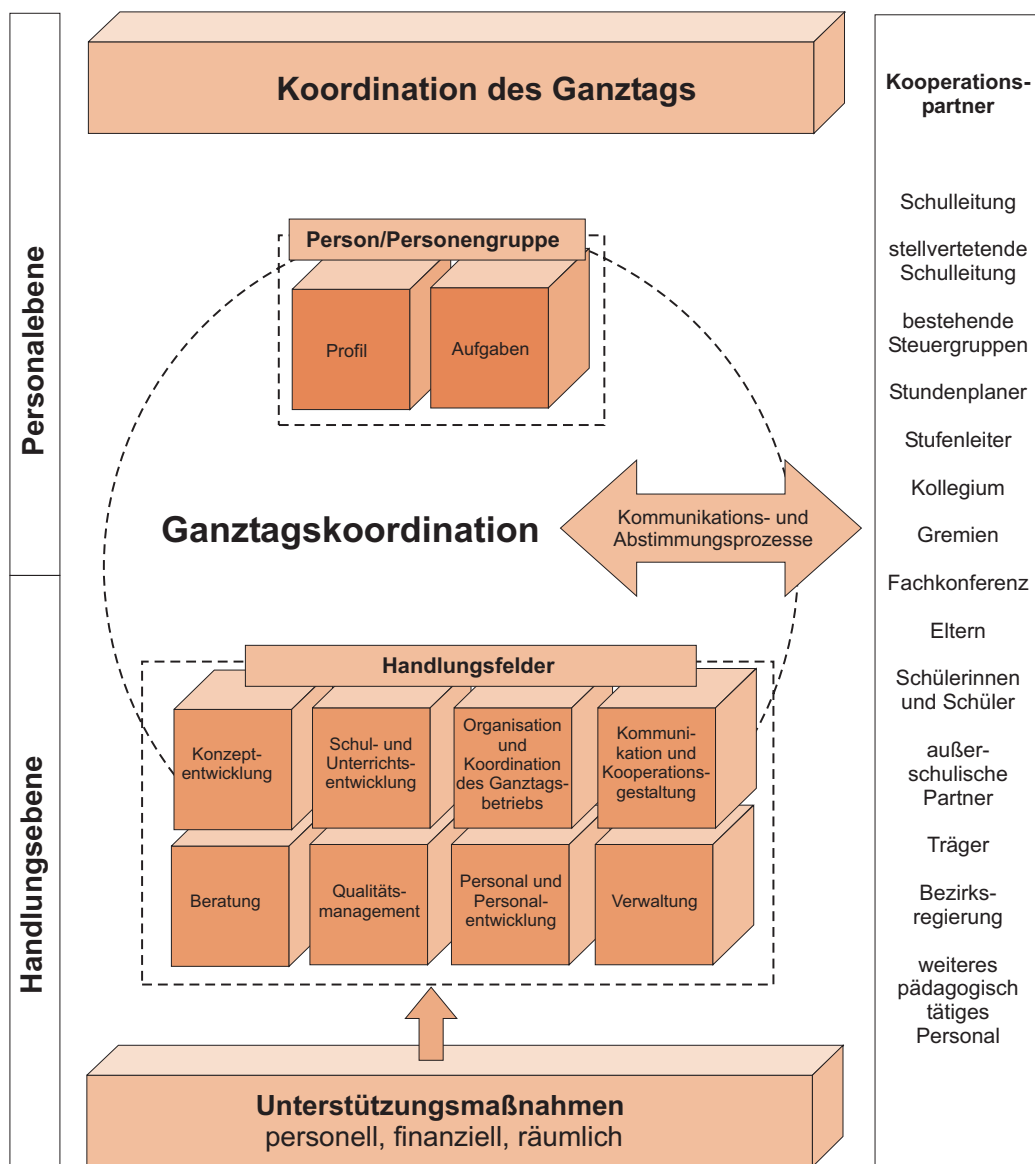 Koordination des Ganztags
Personalebene
Handlungsebene
Person/Personengruppe
Profil
Aufgaben
Ganztagskoordination
Kommunikations- und
Abstimmungsprozesse
Handlungsfelder
Konzept-
entwicklung
Schul- und
Unterrichts-
entwicklung
Organisation
und
Koordination
des Ganztags-
betriebs
Kommuni-
kation und
Kooperations-
gestaltung
Beratung
Qualitäts-
management
Personal und
Personal-
entwicklung
Verwaltung
Unterstützungsmaßnahmen
personell, finanziell, räumlich
Kooperations-
partner
Schulleitung
stellvertetende
Schulleitung
bestehende
Steuergruppen
Stundenplaner
Stufenleiter
Kollegium
Gremien
Fachkonferenz
Eltern
Schülerinnen
und Schüler
außer-
schulische
Partner
Träger
Bezirks-
regierung
weiteres
pädagogisch
tätiges
Personal